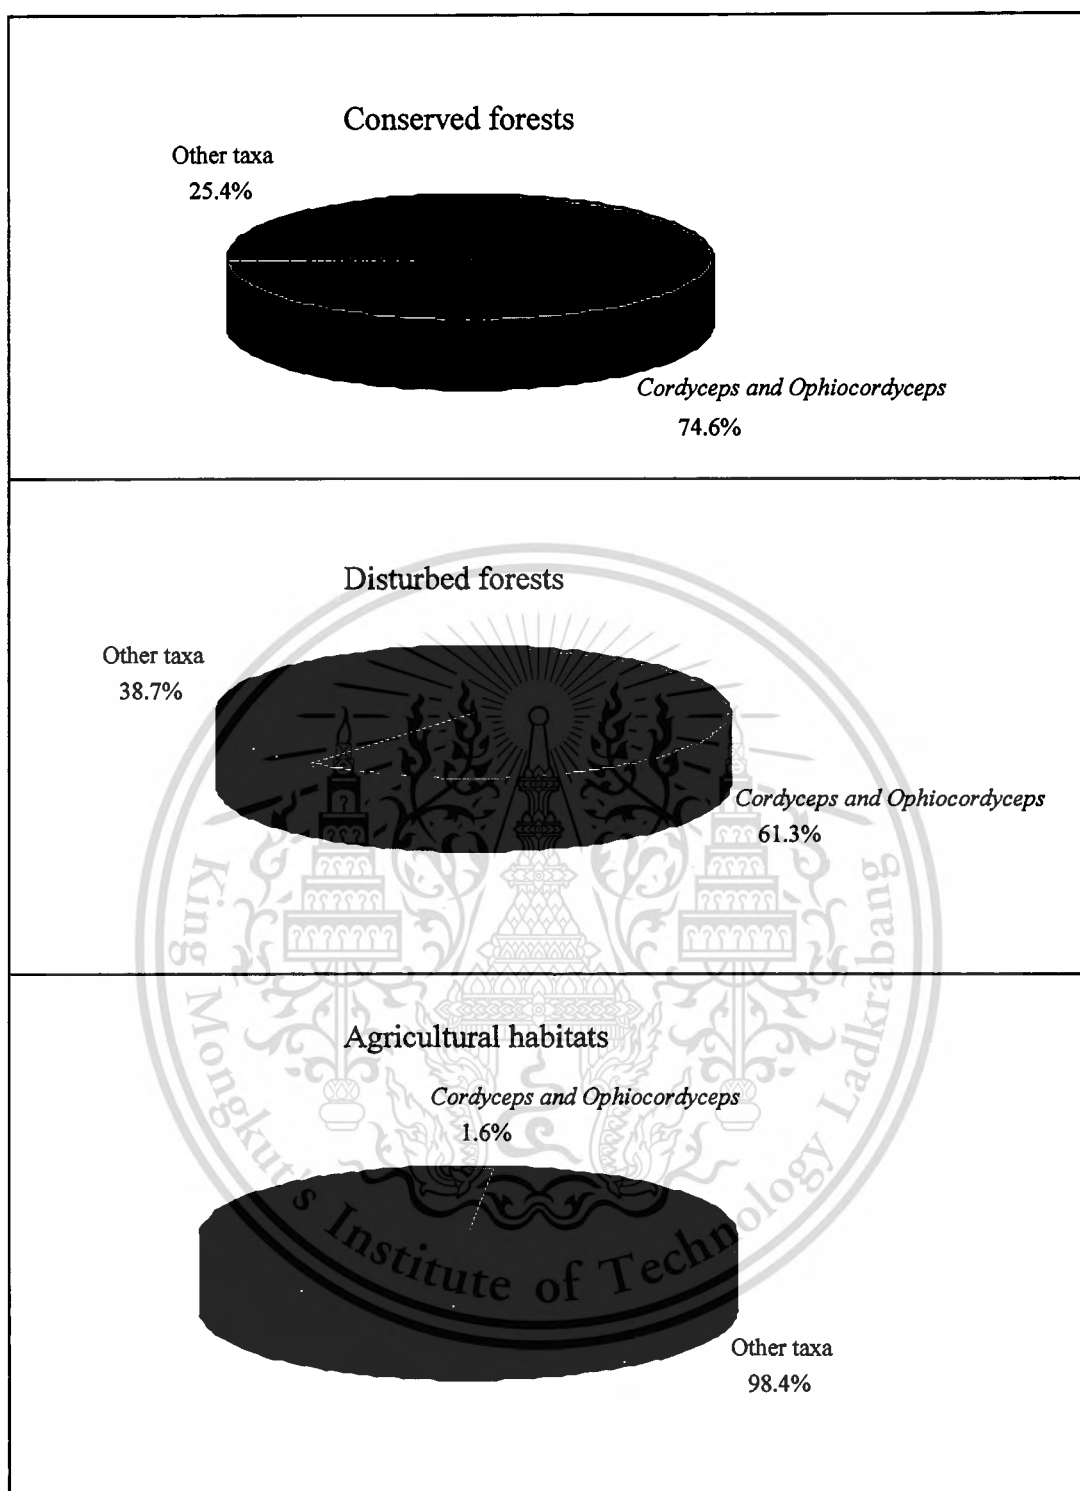 Conserved forests
Other taxa
25.4%
Cordyceps and Ophiocordyceps
74.6%
Disturbed forests
Other taxa
38.7%
Cordyceps and Ophiocordyceps
61.3%
King Mongkut's Institute of Technology Ladkrabang
Agricultural habitats
Cordyceps and Ophiocordyceps
1.6%
Other taxa
98.4%